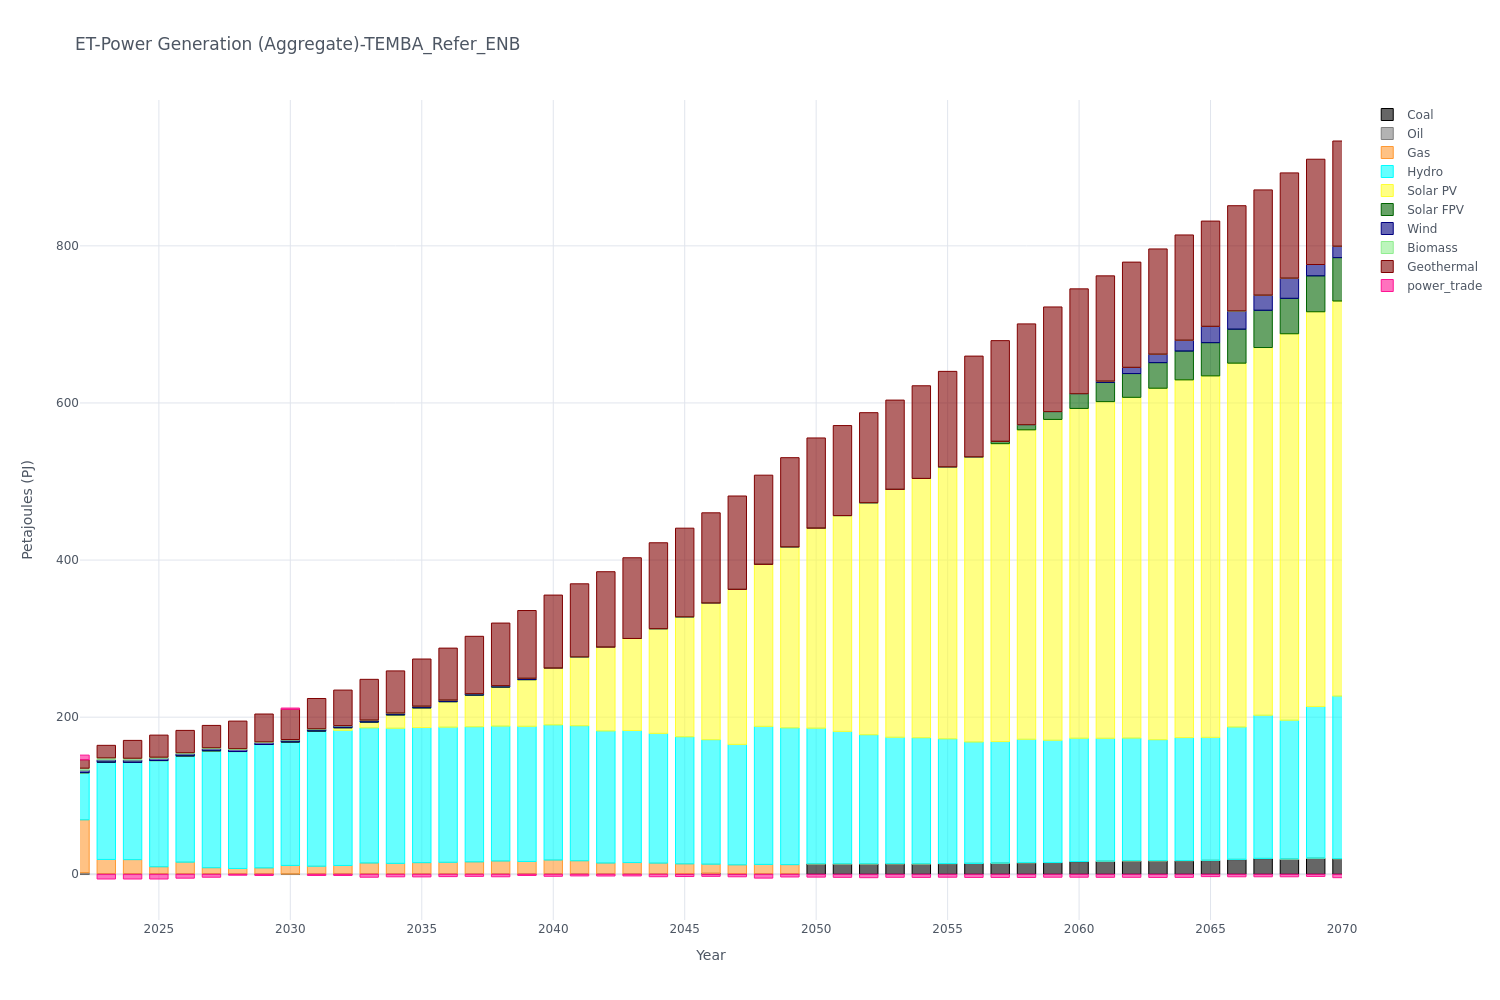 ET-Power Generation (Aggregate)-TEMBA_Refer_ENB
Coal
Oil
Gas
Hydro
Solar PV
Solar FPV
Wind
Biomass
Geothermal
power_trade
Petajoules (PJ)
800
600
400
200
0
2025 2030 2035 2040 2045 2050 2055 2060 2065 2070
Year